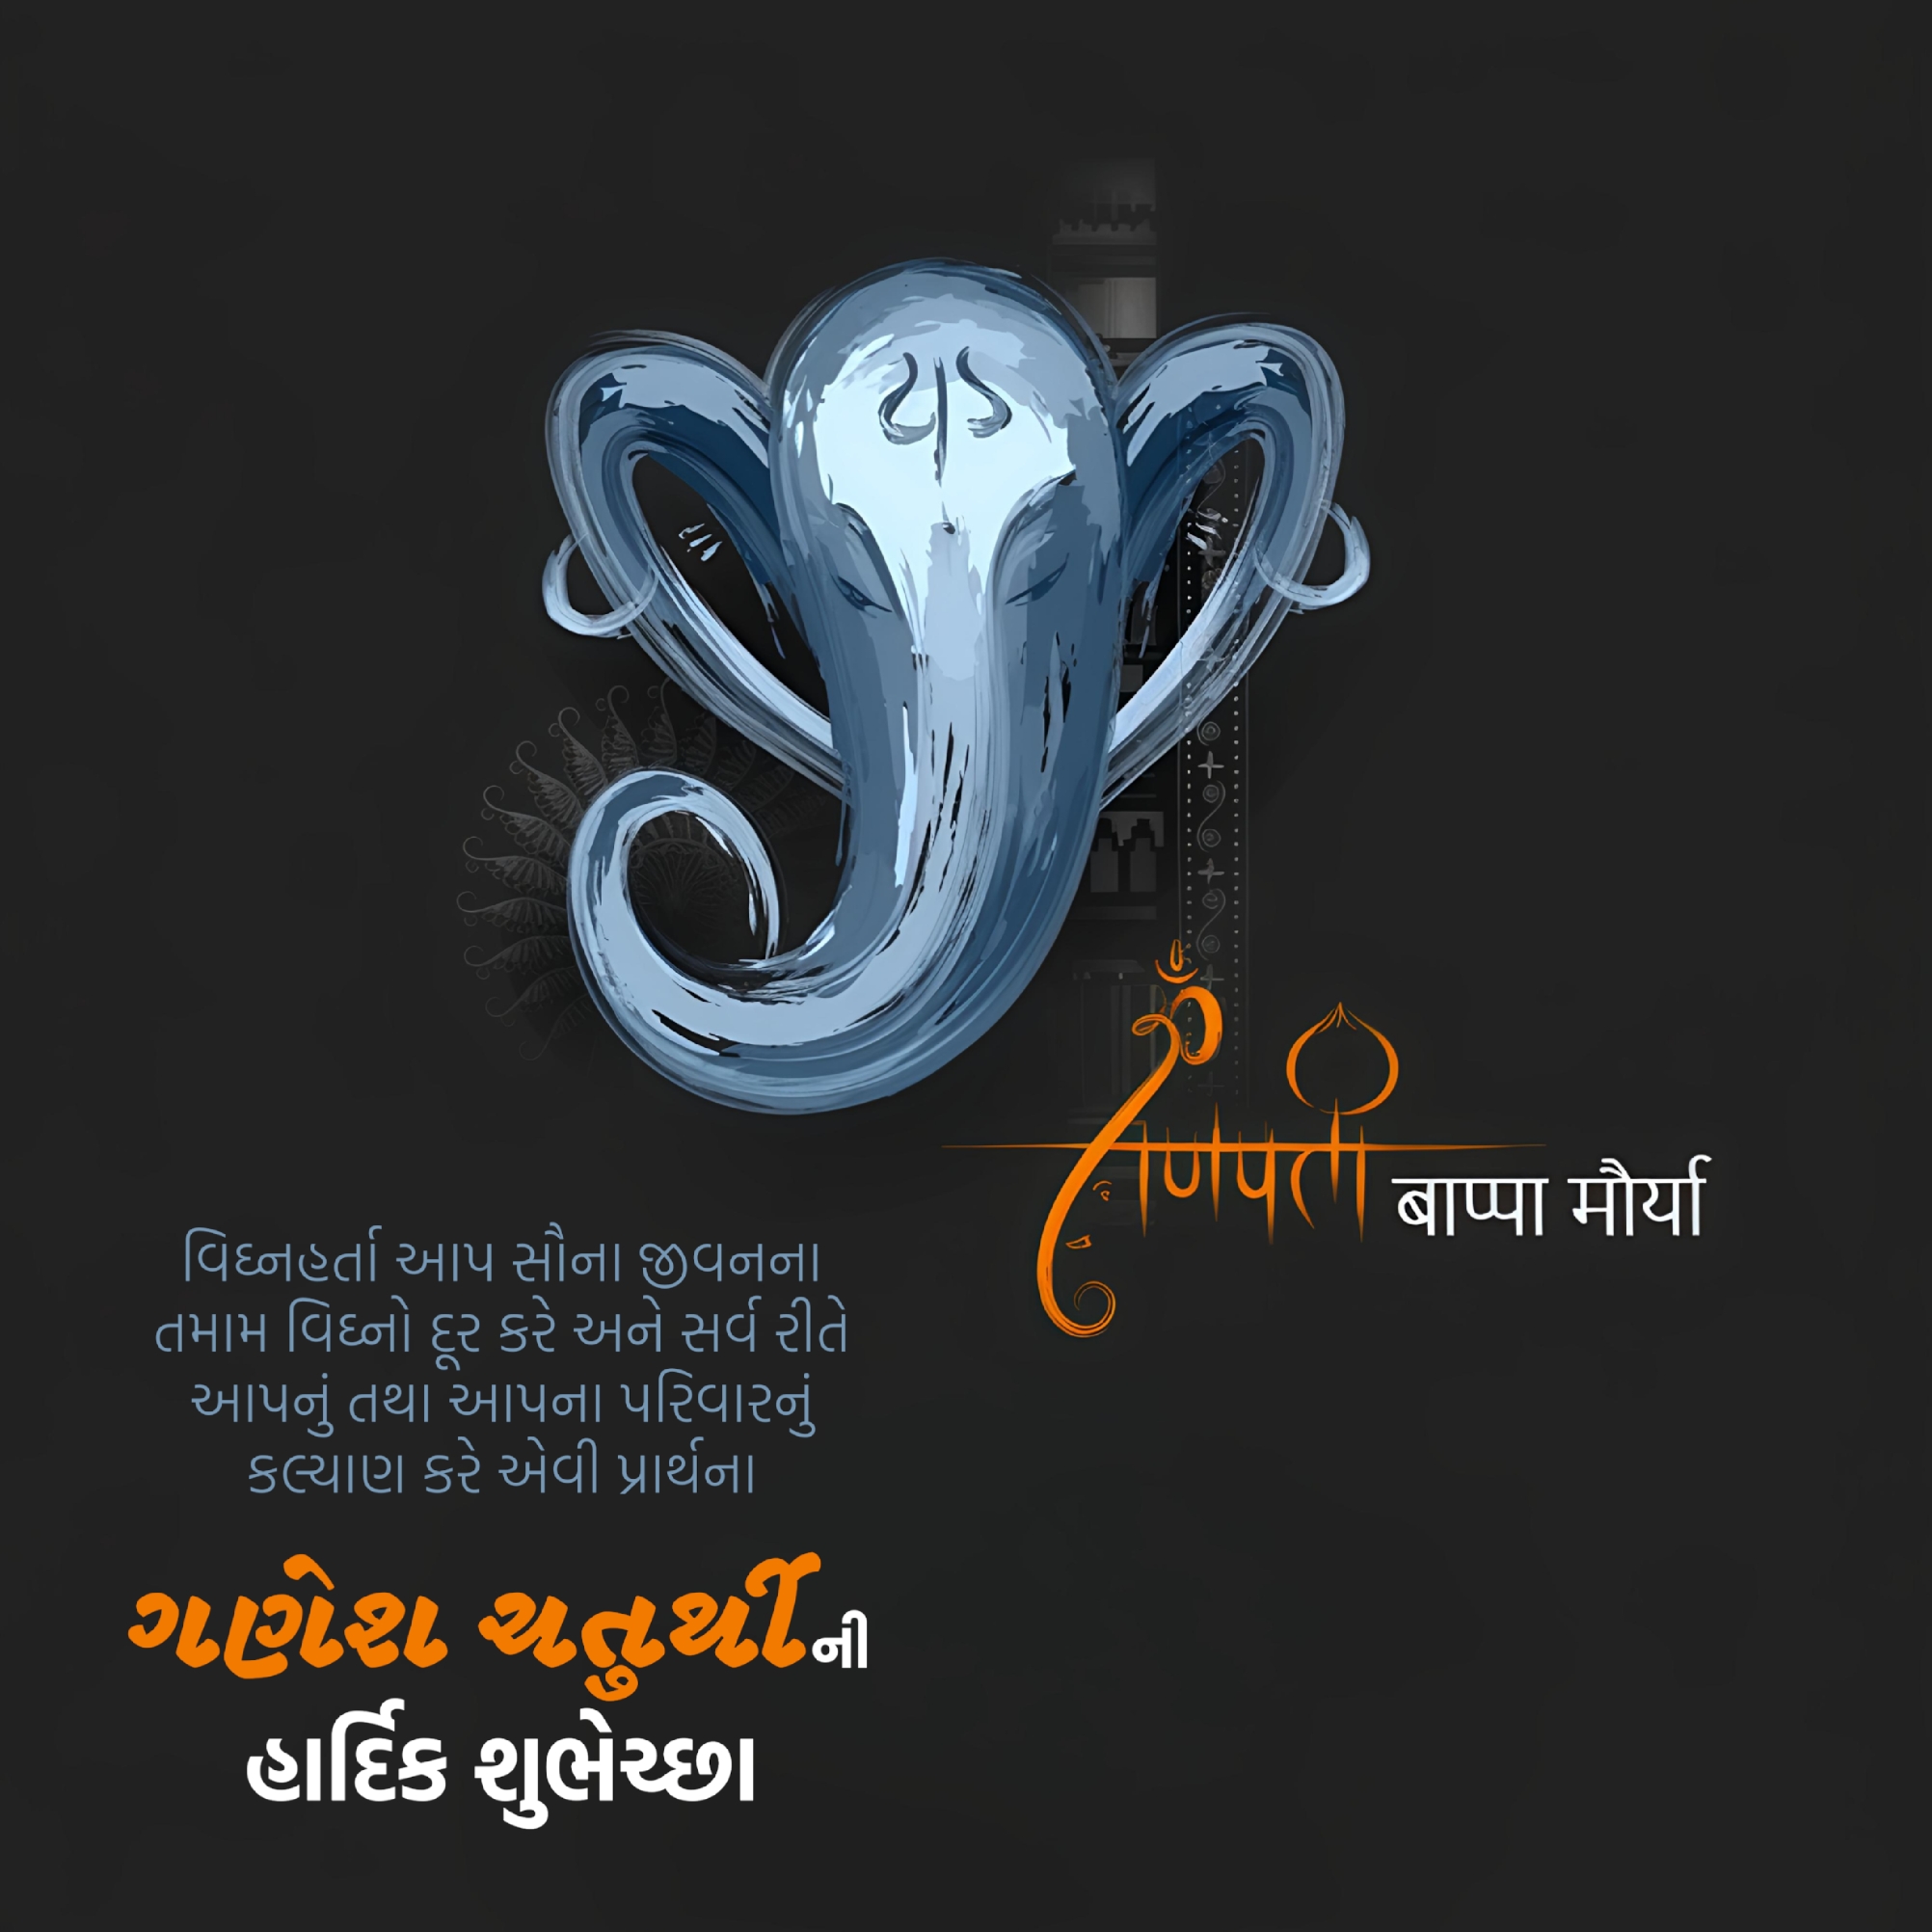 गणपती बाप्पा मौर्या
વિઘ્નહર્તા આપ સૌના જીવનના
તમામ વિઘ્નો દૂર કરે અને સર્વ રીતે
આપનું તથા આપના પરિવારનું
કલ્યાણ કરે એવી પ્રાર્થના
ગણેશ ચતુર્થીની
હાર્દિક શુભેચ્છા